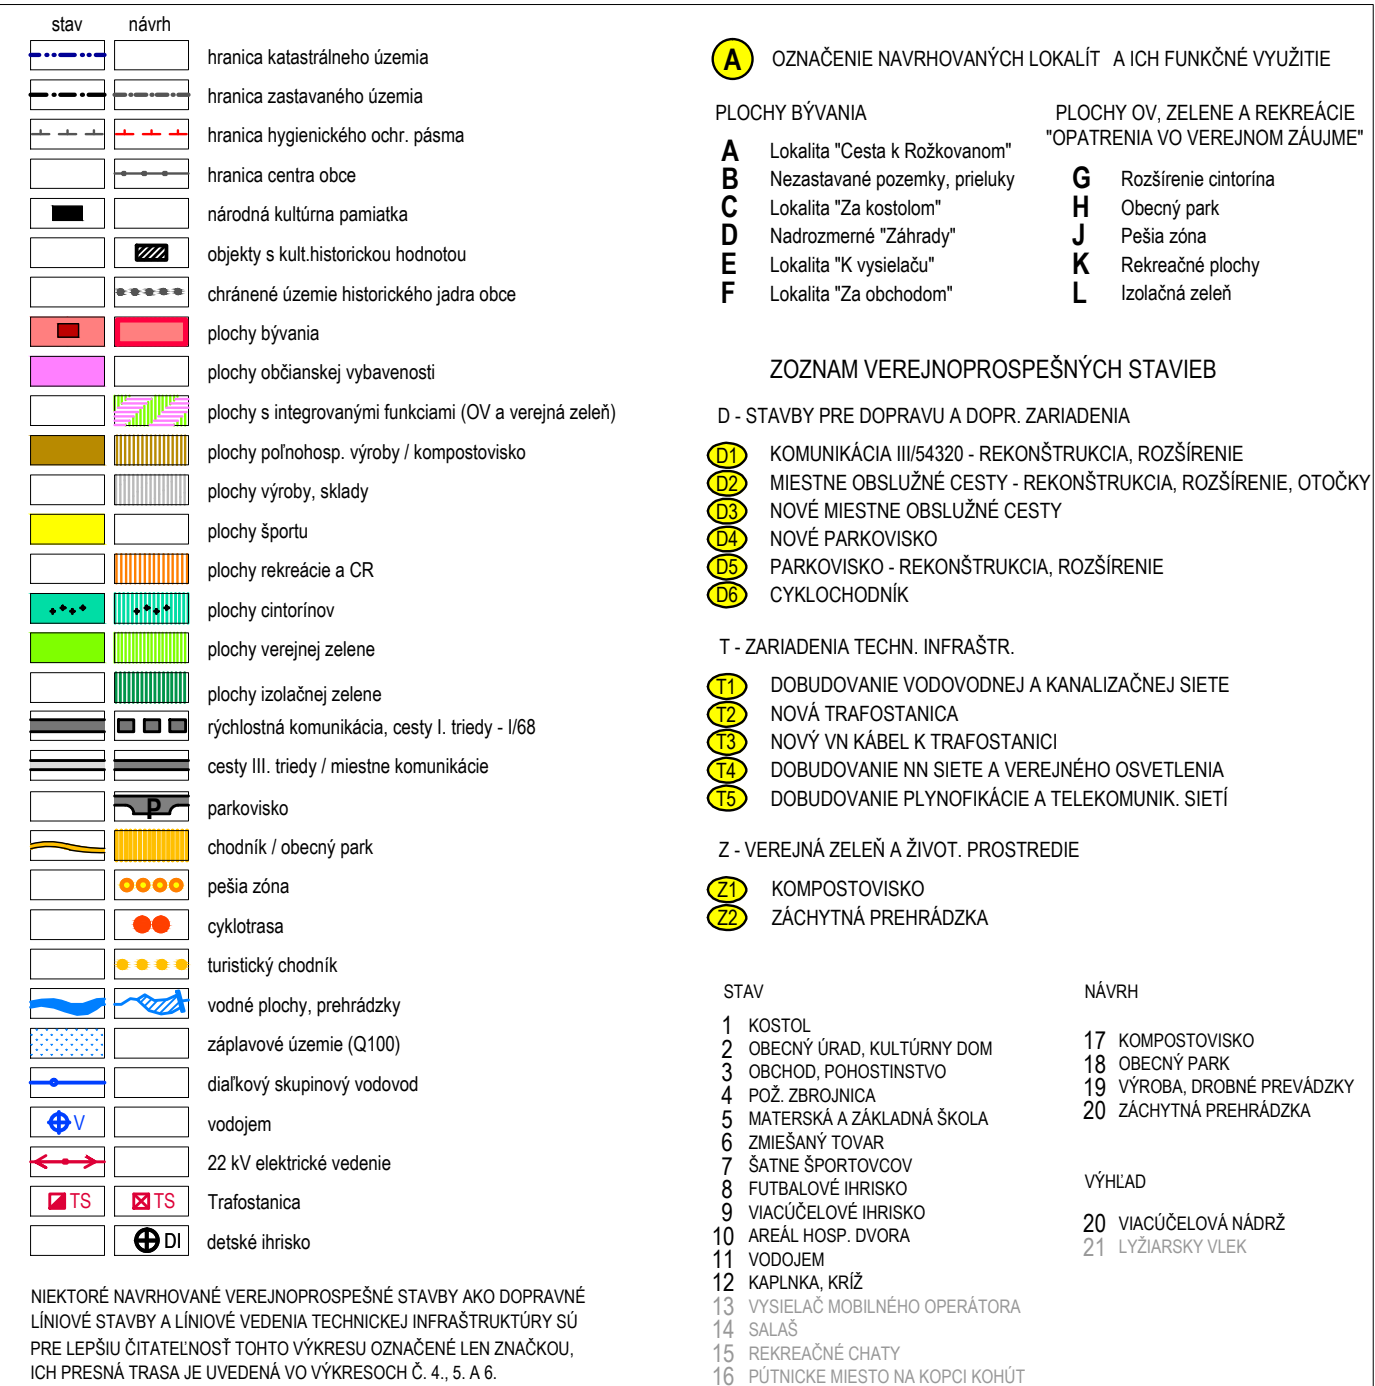 stav návrh
hranica katastrálneho územia
hranica zastavaného územia
hranica hygienického ochr. pásma
hranica centra obce
národná kultúrna pamiatka
objekty s kult.historickou hodnotou
chránené územie historického jadra obce
plochy bývania
plochy občianskej vybavenosti
plochy s integrovanými funkciami (OV a verejná zeleň)
plochy poľnohosp. výroby / kompostovisko
plochy výroby, sklady
plochy športu
plochy rekreácie a CR
plochy cintorínov
plochy verejnej zelene
plochy izolačnej zelene
rýchlostná komunikácia, cesty I. triedy - I/68
cesty III. triedy / miestne komunikácie
P parkovisko
chodník / obecný park
pešia zóna
cyklotrasa
turistický chodník
vodné plochy, prehrádzky
záplavové územie (Q100)
diaľkový skupinový vodovod
V vodojem
22 kV elektrické vedenie
TS TS Trafostanica
DI detské ihrisko
NIEKTORÉ NAVRHOVANÉ VEREJNOPROSPEŠNÉ STAVBY AKO DOPRAVNÉ
LÍNIOVÉ STAVBY A LÍNIOVÉ VEDENIA TECHNICKEJ INFRAŠTRUKTÚRY SÚ
PRE LEPŠIU ČITATEĽNOSŤ TOHTO VÝKRESU OZNAČENÉ LEN ZNAČKOU,
ICH PRESNÁ TRASA JE UVEDENÁ VO VÝKRESOCH Č. 4., 5. A 6.
A OZNAČENIE NAVRHOVANÝCH LOKALÍT A ICH FUNKČNÉ VYUŽITIE
PLOCHY BÝVANIA
A Lokalita "Cesta k Rožkovanom"
B Nezastavané pozemky, prieluky
C Lokalita "Za kostolom"
D Nadrozmerné "Záhrady"
E Lokalita "K vysielaču"
F Lokalita "Za obchodom"
PLOCHY OV, ZELENE A REKREÁCIE
"OPATRENIA VO VEREJNOM ZÁUJME"
G Rozšírenie cintorína
H Obecný park
J Pešia zóna
K Rekreačné plochy
L Izolačná zeleň
ZOZNAM VEREJNOPROSPEŠNÝCH STAVIEB
D - STAVBY PRE DOPRAVU A DOPR. ZARIADENIA
D1 KOMUNIKÁCIA III/54320 - REKONŠTRUKCIA, ROZŠÍRENIE
D2 MIESTNE OBSLUŽNÉ CESTY - REKONŠTRUKCIA, ROZŠÍRENIE, OTOČKY
D3 NOVÉ MIESTNE OBSLUŽNÉ CESTY
D4 NOVÉ PARKOVISKO
D5 PARKOVISKO - REKONŠTRUKCIA, ROZŠÍRENIE
D6 CYKLOCHODNÍK
T - ZARIADENIA TECHN. INFRAŠTR.
T1 DOBUDOVANIE VODOVODNEJ A KANALIZAČNEJ SIETE
T2 NOVÁ TRAFOSTANICA
T3 NOVÝ VN KÁBEL K TRAFOSTANICI
T4 DOBUDOVANIE NN SIETE A VEREJNÉHO OSVETLENIA
T5 DOBUDOVANIE PLYNOFIKÁCIE A TELEKOMUNIK. SIETÍ
Z - VEREJNÁ ZELEŇ A ŽIVOT. PROSTREDIE
Z1 KOMPOSTOVISKO
Z2 ZÁCHYTNÁ PREHRÁDZKA
STAV
1 KOSTOL
2 OBECNÝ ÚRAD, KULTÚRNY DOM
3 OBCHOD, POHOSTINSTVO
4 POŽ. ZBROJNICA
5 MATERSKÁ A ZÁKLADNÁ ŠKOLA
6 ZMIEŠANÝ TOVAR
7 ŠATNE ŠPORTOVCOV
8 FUTBALOVÉ IHRISKO
9 VIACÚČELOVÉ IHRISKO
10 AREÁL HOSP. DVORA
11 VODOJEM
12 KAPLNKA, KRÍŽ
13 VYSIELAČ MOBILNÉHO OPERÁTORA
14 SALAŠ
15 REKREAČNÉ CHATY
16 PÚTNICKE MIESTO NA KOPCI KOHÚT
NÁVRH
17 KOMPOSTOVISKO
18 OBECNÝ PARK
19 VÝROBA, DROBNÉ PREVÁDZKY
20 ZÁCHYTNÁ PREHRÁDZKA
VÝHĽAD
20 VIACÚČELOVÁ NÁDRŽ
21 LYŽIARSKY VLEK